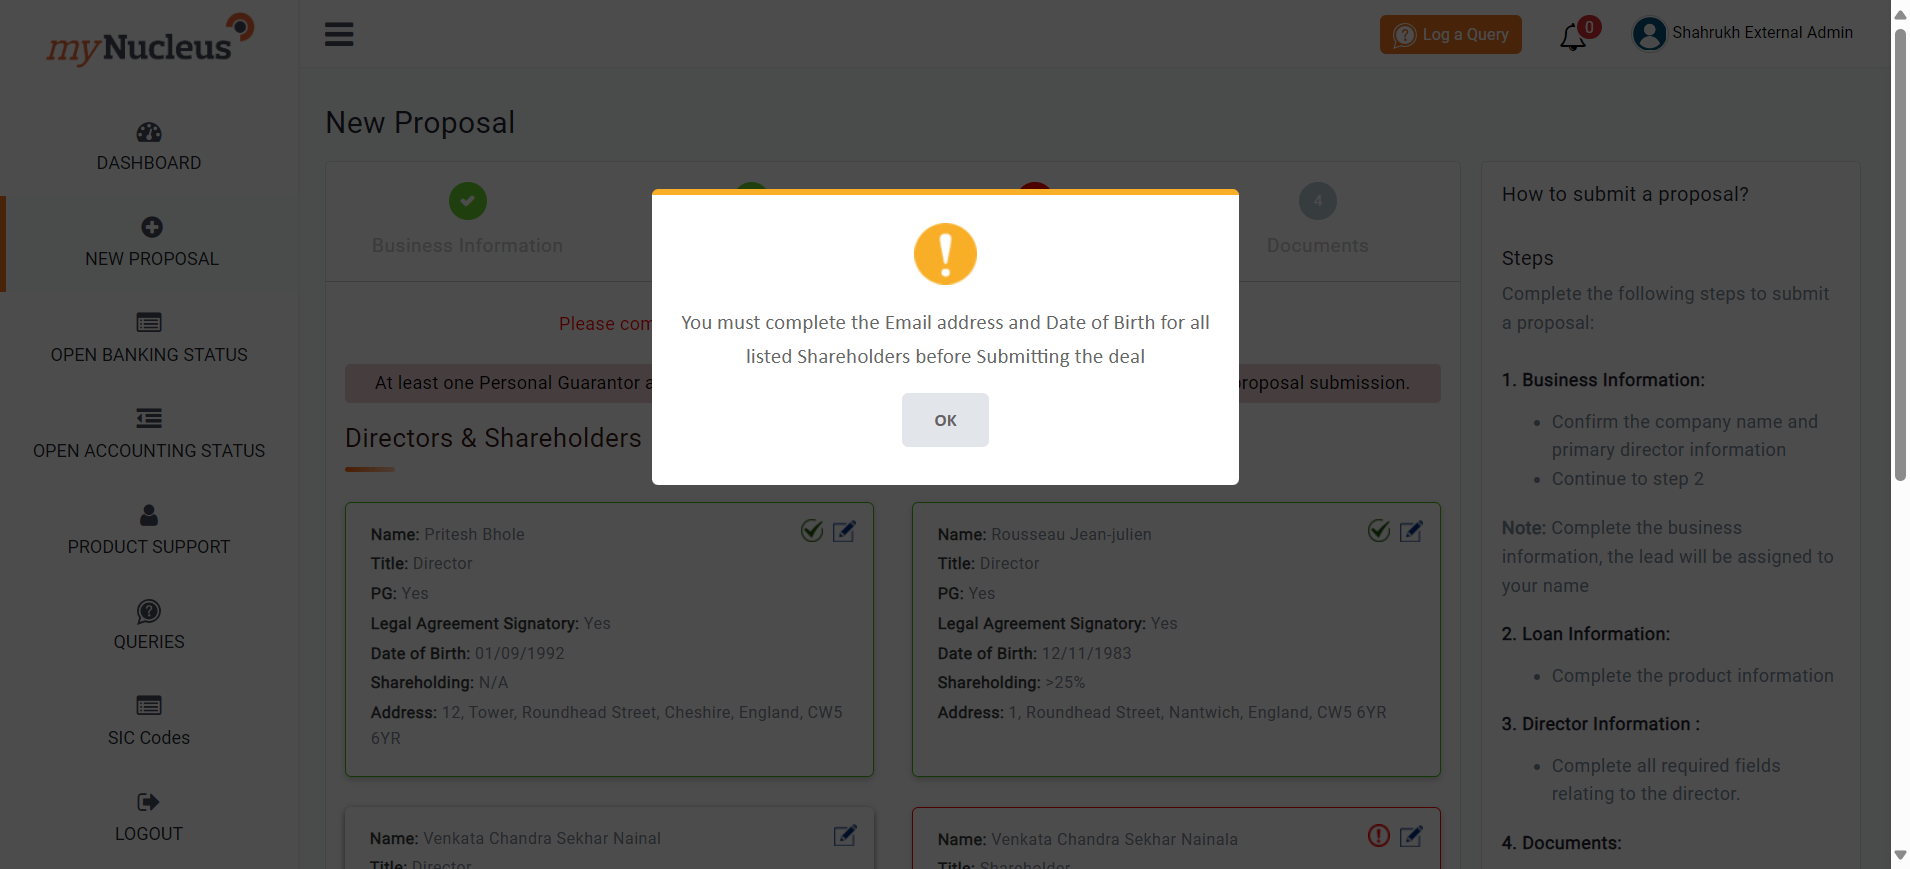 myNucleus
Log a Query
0
Shahrukh External Admin
DASHBOARD
NEW PROPOSAL
OPEN BANKING STATUS
OPEN ACCOUNTING STATUS
PRODUCT SUPPORT
QUERIES
SIC Codes
LOGOUT
New Proposal
Business Information
4
Documents
Please com
At least one Personal Guarantor a
roposal submission.
You must complete the Email address and Date of Birth for all
listed Shareholders before Submitting the deal
OK
Directors & Shareholders
Name: Pritesh Bhole
Title: Director
PG: Yes
Legal Agreement Signatory: Yes
Date of Birth: 01/09/1992
Shareholding: N/A
Address: 12, Tower, Roundhead Street, Cheshire, England, CW5
6YR
Name: Rousseau Jean-julien
Title: Director
PG: Yes
Legal Agreement Signatory: Yes
Date of Birth: 12/11/1983
Shareholding: >25%
Address: 1, Roundhead Street, Nantwich, England, CW5 6YR
Name: Venkata Chandra Sekhar Nainal
Title: Director
Name: Venkata Chandra Sekhar Nainala
Title: Shareholder
How to submit a proposal?
Steps
Complete the following steps to submit
a proposal:
1. Business Information:
• Confirm the company name and
primary director information
• Continue to step 2
Note: Complete the business
information, the lead will be assigned to
your name
2. Loan Information:
• Complete the product information
3. Director Information :
• Complete all required fields
relating to the director.
4. Documents: